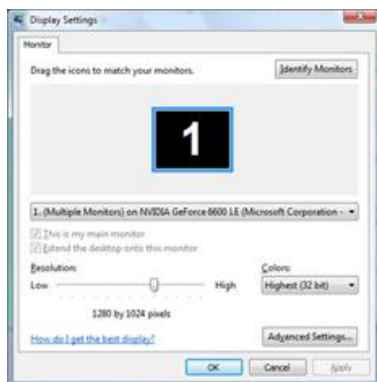 Display Settings
Monitor
Drag the icons to match your monitors.
Identify Monitors
1
1. (Multiple Monitors) on NVIDIA GeForce 6600 LE (Microsoft Corporation -
This is my main monitor
Extend the desktop onto this monitor
Resolution:
Colors:
Low
High
Highest (32 bit)
1280 by 1024 pixels
How do I get the best display?
Advanced Settings...
OK
Cancel
Apply